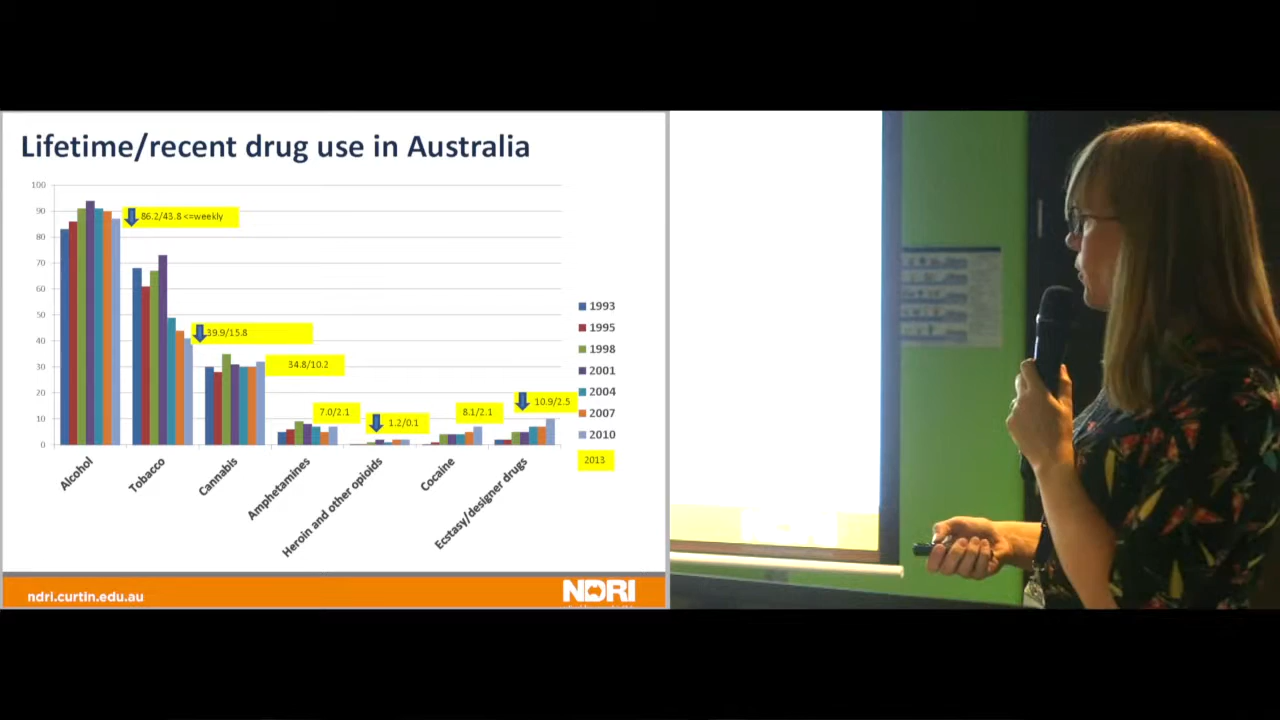 Lifetime/recent drug use in Australia
100
90
80
70
60
50
40
30
20
10
0
86.2/43.8 <=weekly
39.9/15.8
34.8/10.2
7.0/2.1
1.2/0.1
8.1/2.1
10.9/2.5
Alcohol
Tobacco
Cannabis
Amphetamines
Heroin and other opioids
Cocaine
Ecstasy/designer drugs
1993
1995
1998
2001
2004
2007
2010
2013
ndri.curtin.edu.au
NDRI